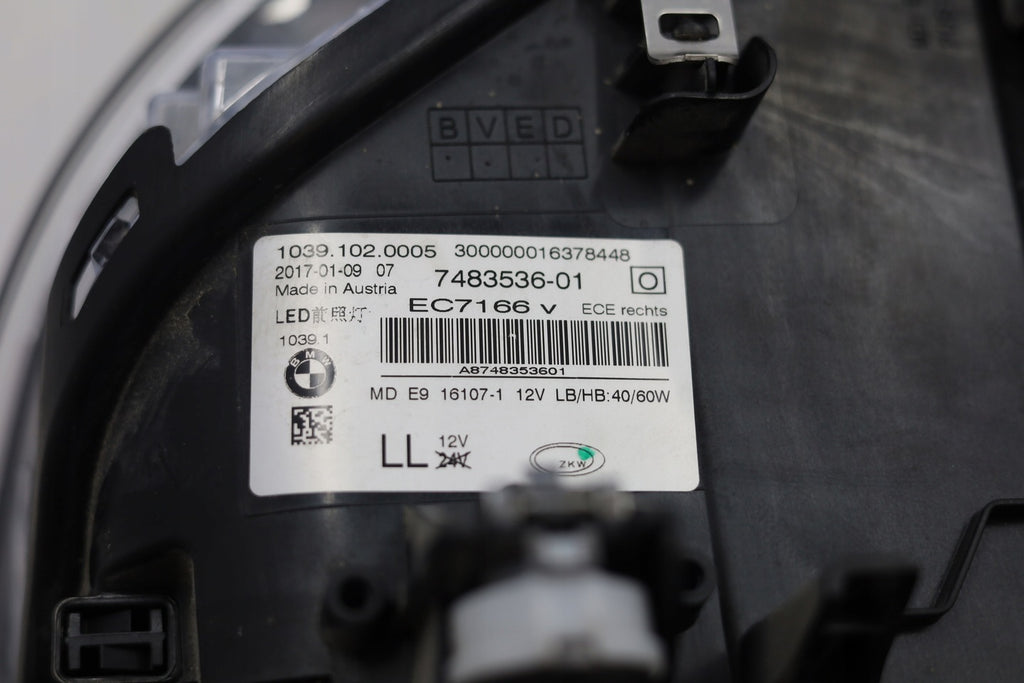 BVED
1039.102.0005 300000016378448
2017-01-09 07 7483536-01 O
Made in Austria
EC7166 v ECE rechts
LED前照灯
1039.1
A8748353601
BMW
MD E9 16107-1 12V LB/HB:40/60W
LL 12V
24V
ZKW